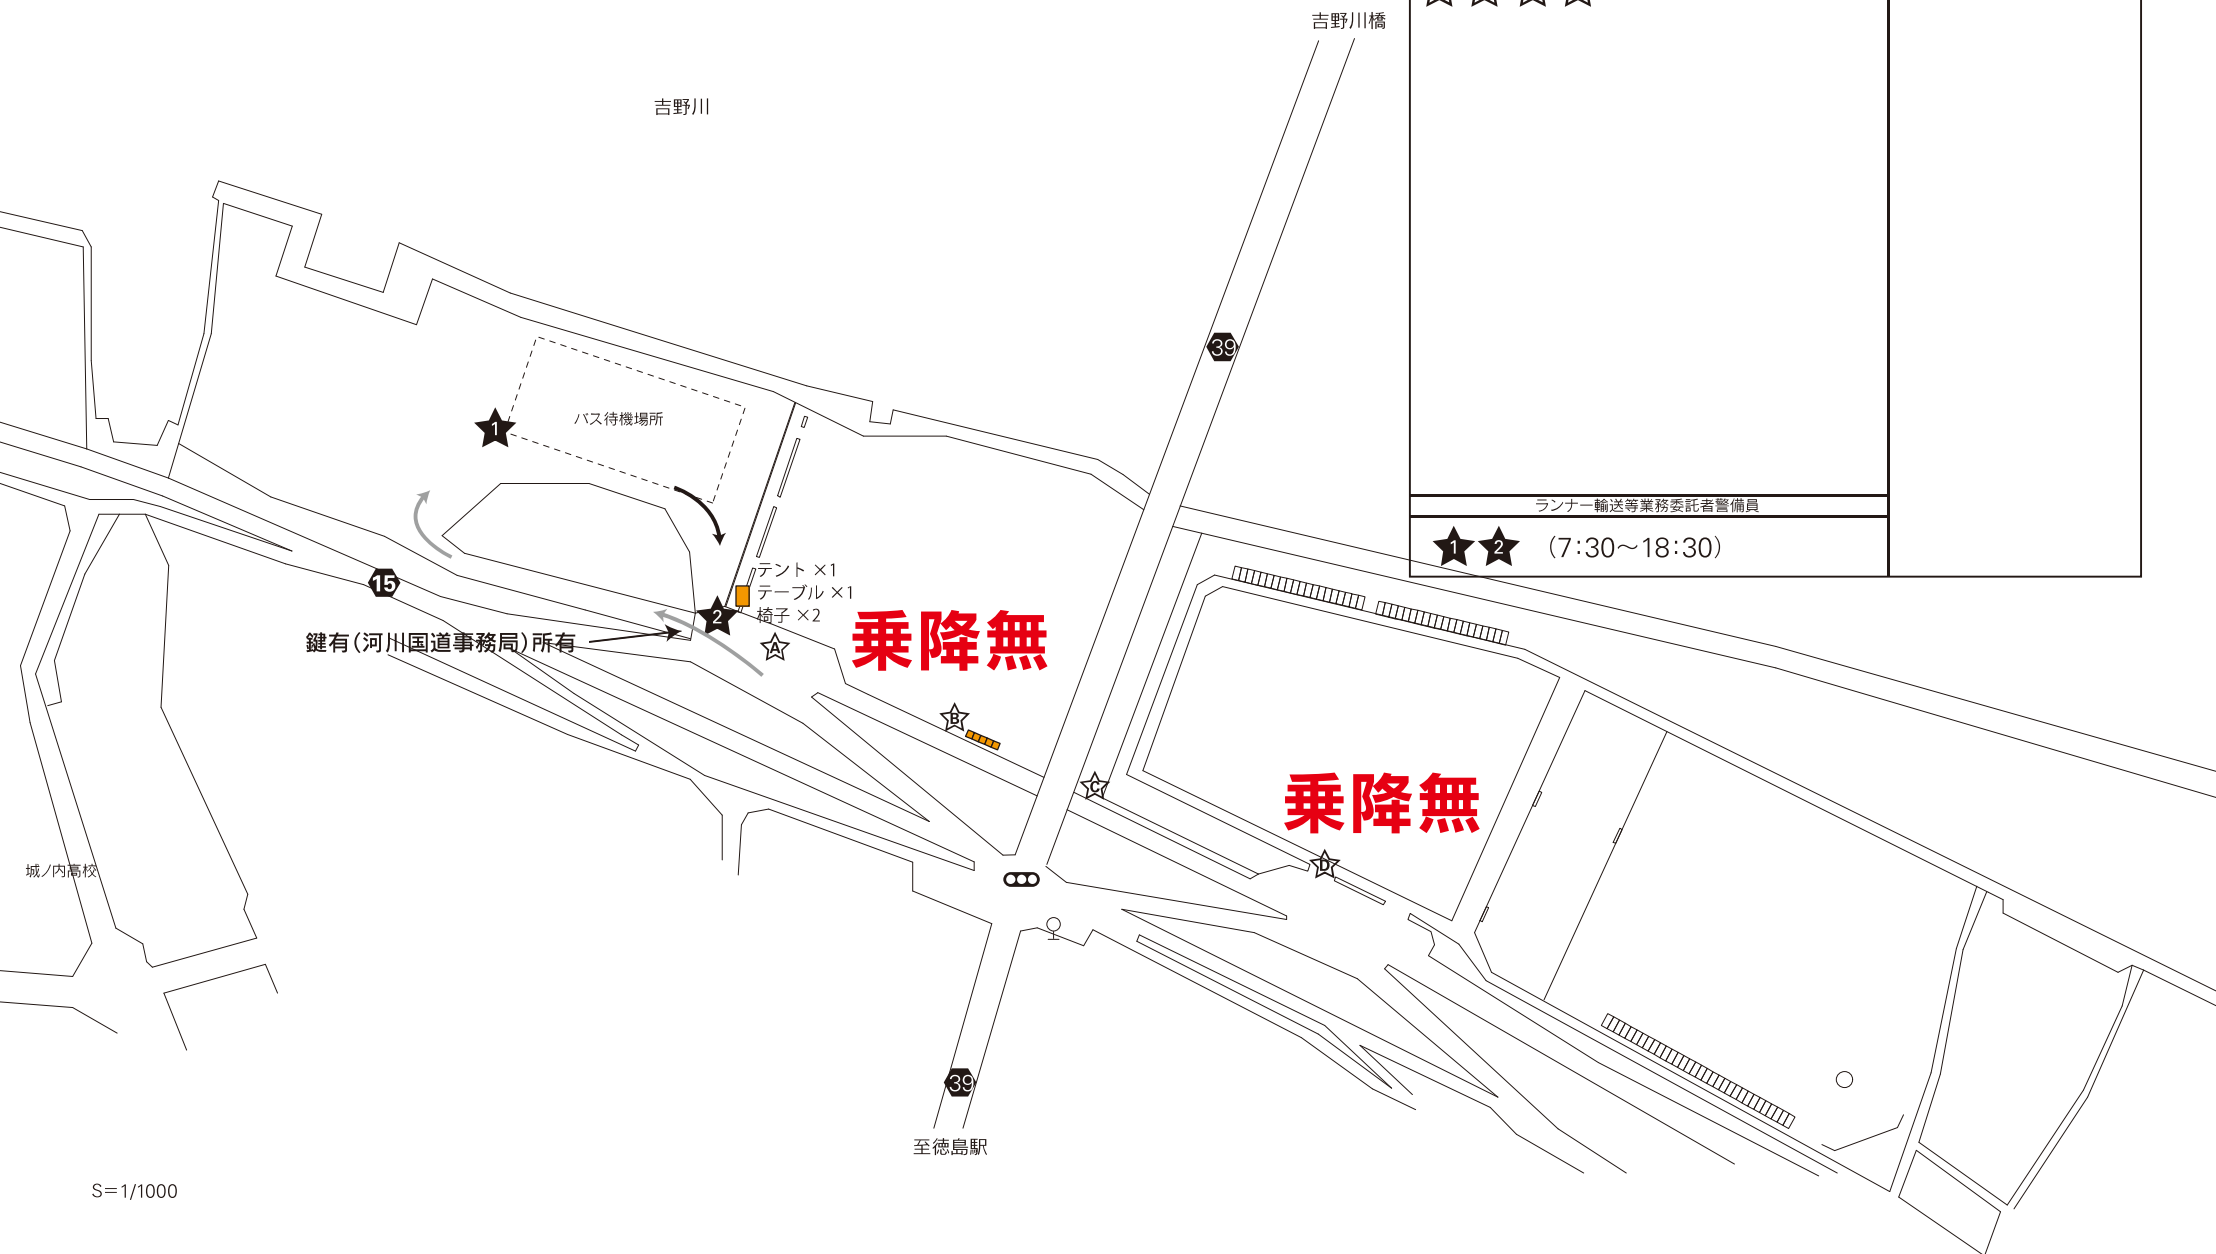 吉野川橋
吉野川
39
1
バス待機場所
ランナー輸送等業務委託者警備員
1 2 （7:30～18:30）
テント ×1
テーブル ×1
椅子 ×2
15
2
鍵有（河川国道事務局）所有
A
乗降無
B
C
乗降無
D
城ノ内高校
39
至徳島駅
S＝1/1000